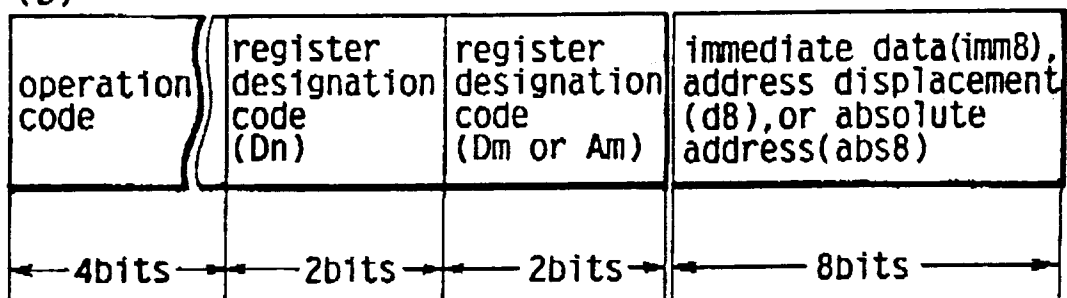 operation
code
register
designation
code
(Dn)
register
designation
code
(Dm or Am)
immediate data(imm8),
address displacement
(d8),or absolute
address(abs8)
4bits
2bits
2bits
8bits